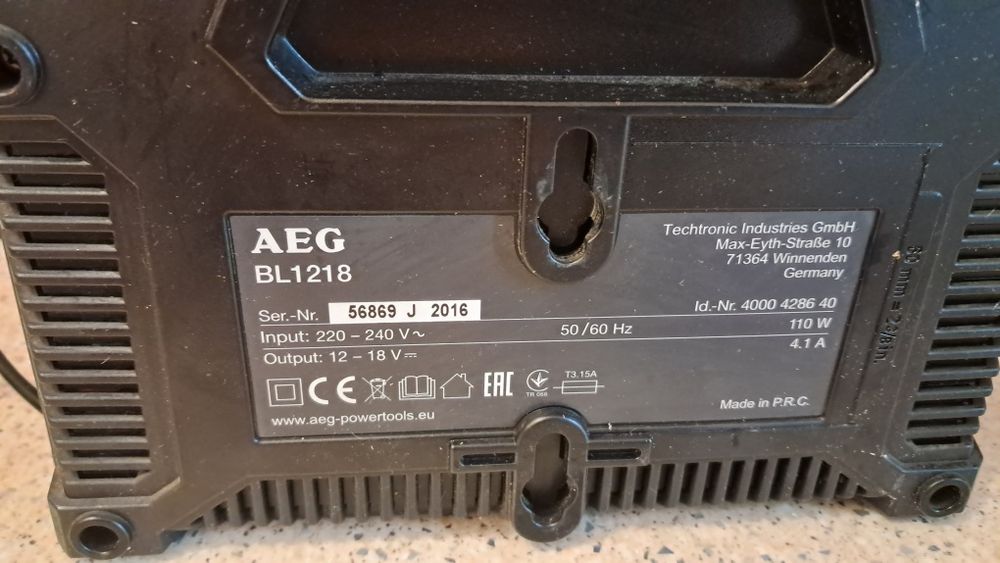 AEG
BL1218
Techtronic Industries GmbH
Max-Eyth-Straße 10
71364 Winnenden
Germany
Ser.-Nr. 56869 J 2016
Id.-Nr. 4000 4286 40
Input: 220 – 240 V~ 50/60 Hz 110 W
Output: 12 – 18 V⎓ 4.1 A
CE
EAC
TR 066
T3.15A
www.aeg-powertools.eu
Made in P.R.C.